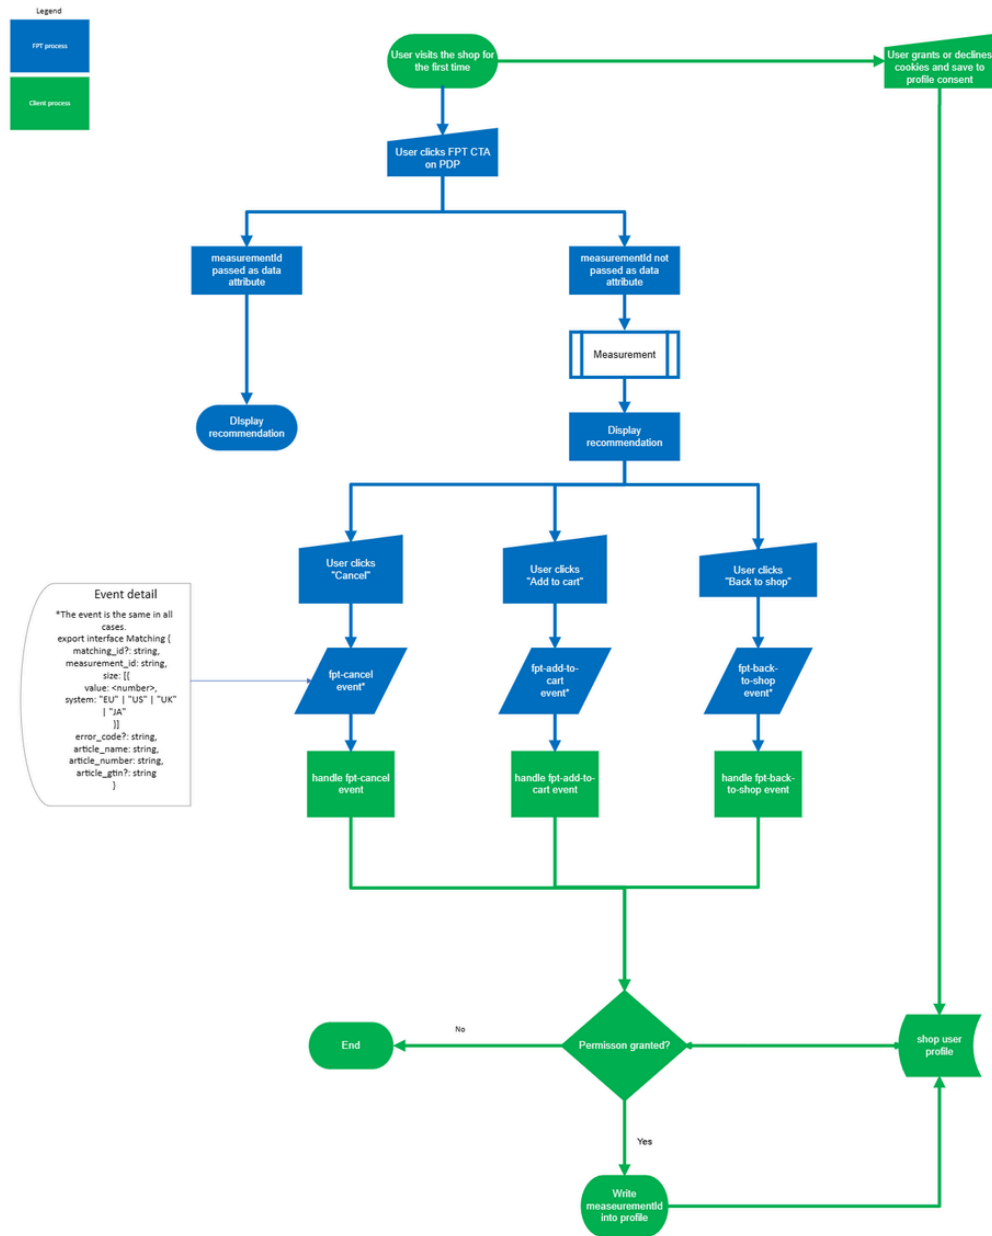 Legend
FPT process
Client process
User visits the shop for
the first time
User grants or declines
cookies and save to
profile consent
User clicks FPT CTA
on PDP
measurementId
passed as data
attribute
measurementId not
passed as data
attribute
Measurement
DIsplay
recommendation
Display
recommendation
User clicks
"Cancel"
User clicks
"Add to cart"
User clicks
"Back to shop"
Event detail
*The event is the same in all
cases.
export interface Matching {
matching_id?: string,
measurement_id: string,
size: [{
value: <number>,
system: "EU" | "US" | "UK"
| "JA"
}]
error_code?: string,
article_name: string,
article_number: string,
article_gtin?: string
}
fpt-cancel
event*
fpt-add-to-
cart
event*
fpt-back-
to-shop
event*
handle fpt-cancel
event
handle fpt-add-to-
cart event
handle fpt-back-
to-shop event
End
No
Permisson granted?
shop user
profile
Yes
Write
measeurementId
into profile